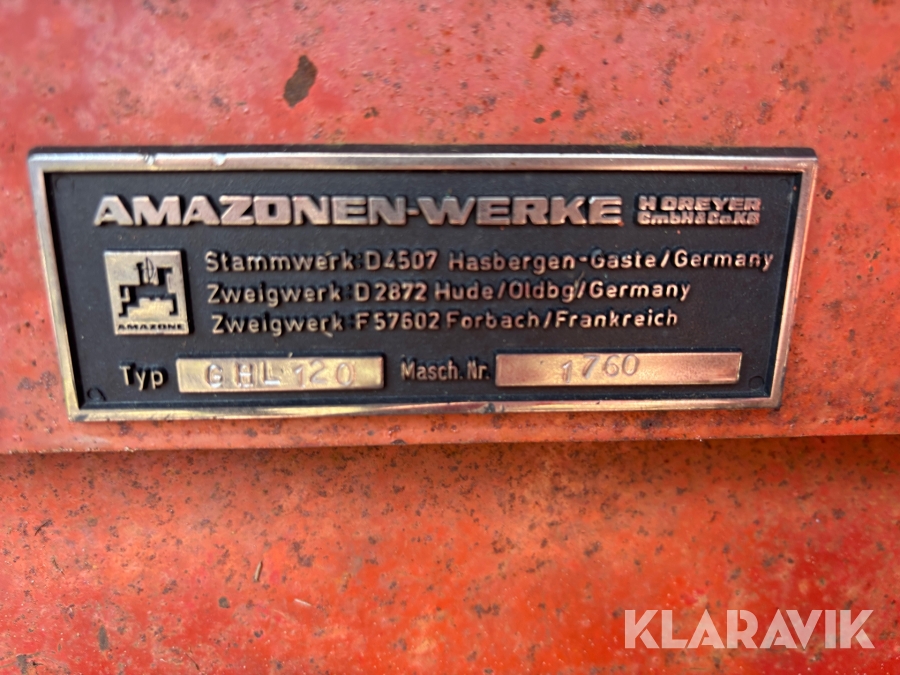 AMAZONEN-WERKE H. DREYER
GmbH & Co. KG
Stammwerk: D4507 Hasbergen-Gaste/Germany
Zweigwerk: D2872 Hude/Oldbg/Germany
Zweigwerk: F57602 Forbach/Frankreich
AMAZONE
Typ GHL 120 Masch. Nr. 1760
KLARAVIK